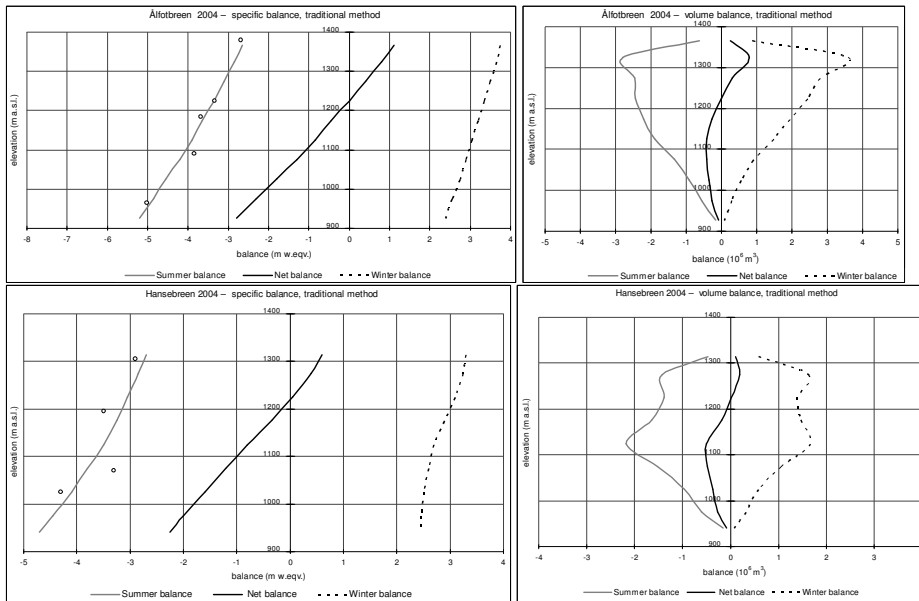 Ålfotbreen 2004 – specific balance, traditional method
1400
1300
1200
1100
1000
900
elevation (m a.s.l.)
-8 -7 -6 -5 -4 -3 -2 -1 0 1 2 3 4
balance (m w.eqv.)
Summer balance Net balance Winter balance
Ålfotbreen 2004 – volume balance, traditional method
1400
1300
1200
1100
1000
900
elevation (m a.s.l.)
-5 -4 -3 -2 -1 0 1 2 3 4 5
balance (10⁶ m³)
Summer balance Net balance Winter balance
Hansebreen 2004 – specific balance, traditional method
1400
1300
1200
1100
1000
900
elevation (m a.s.l.)
-5 -4 -3 -2 -1 0 1 2 3 4
balance (m w.eqv.)
Summer balance Net balance Winter balance
Hansebreen 2004 – volume balance, traditional method
1400
1300
1200
1100
1000
900
elevation (m a.s.l.)
-4 -3 -2 -1 0 1 2 3 4
balance (10⁶ m³)
Summer balance Net balance Winter balance